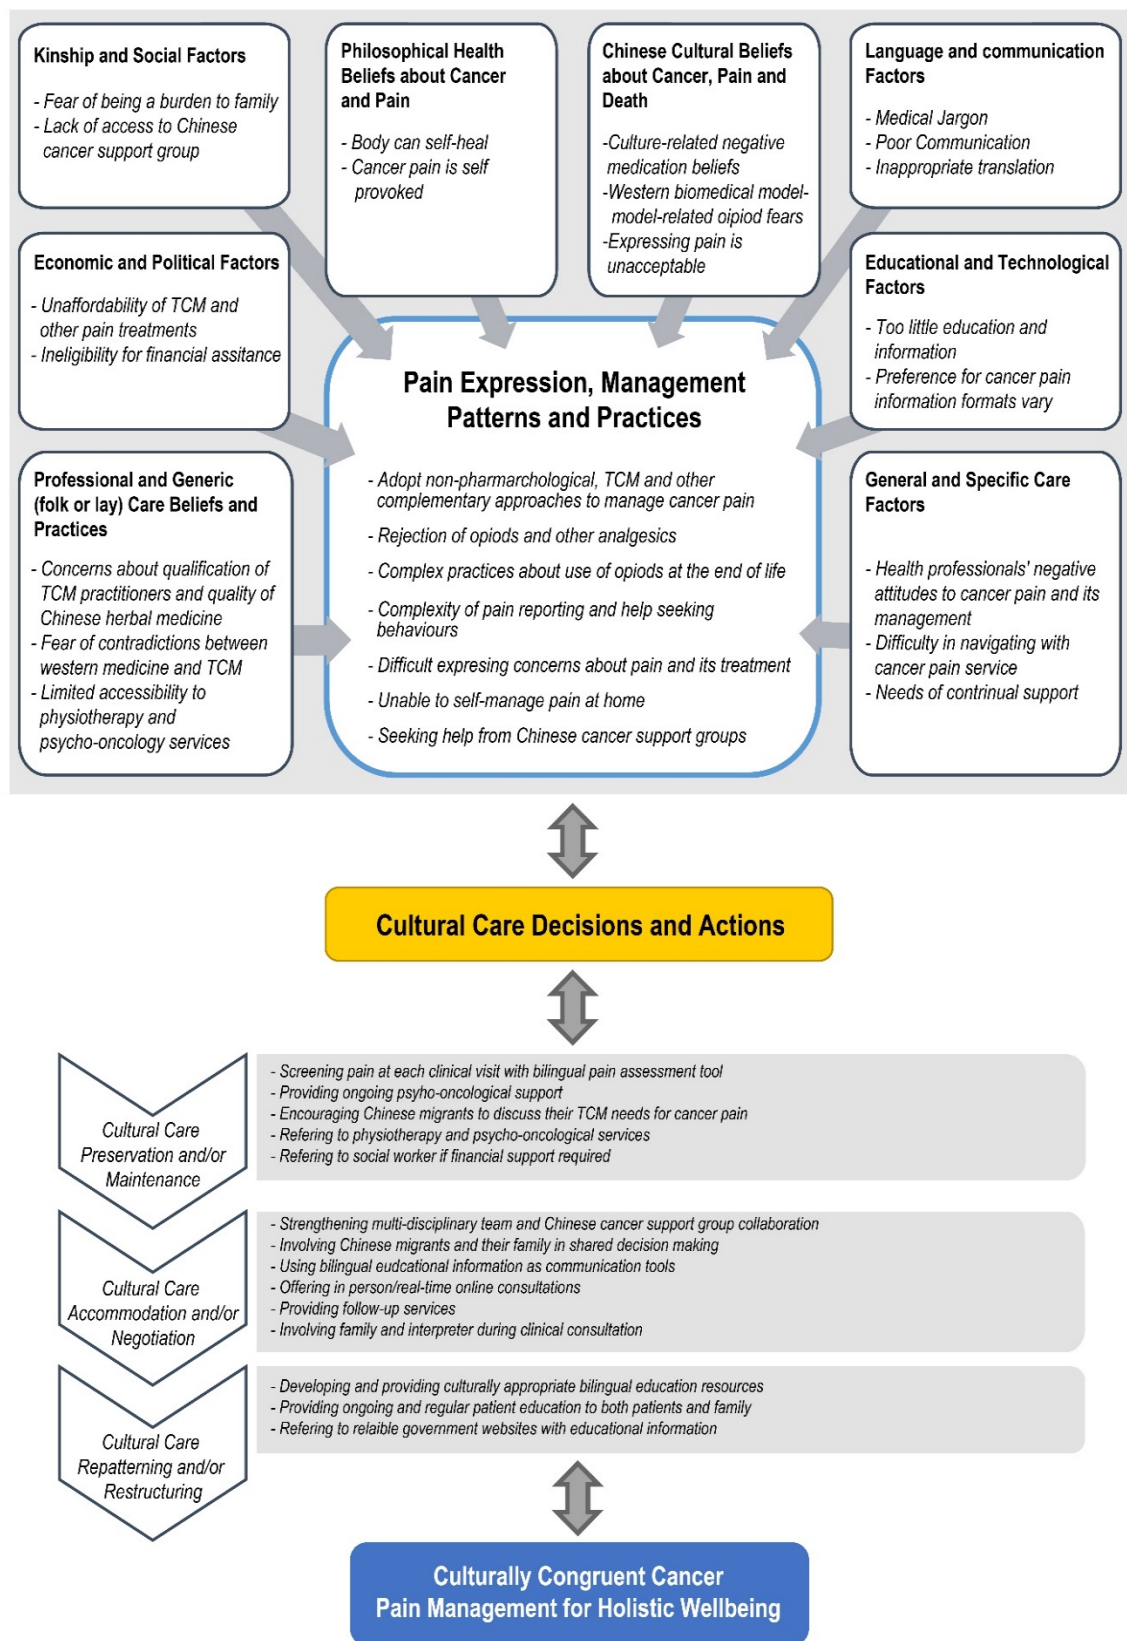 Kinship and Social Factors
- Fear of being a burden to family
- Lack of access to Chinese
cancer support group
Philosophical Health
Beliefs about Cancer
and Pain
- Body can self-heal
- Cancer pain is self
provoked
Chinese Cultural Beliefs
about Cancer, Pain and
Death
-Culture-related negative
medication beliefs
-Western biomedical model-
model-related oipiod fears
-Expressing pain is
unacceptable
Language and communication
Factors
- Medical Jargon
- Poor Communication
- Inappropriate translation
Economic and Political Factors
- Unaffordability of TCM and
other pain treatments
- Ineligibility for financial assitance
Educational and Technological
Factors
- Too little education and
information
- Preference for cancer pain
information formats vary
Professional and Generic
(folk or lay) Care Beliefs and
Practices
- Concerns about qualification of
TCM practitioners and quality of
Chinese herbal medicine
- Fear of contradictions between
western medicine and TCM
- Limited accessibility to
physiotherapy and
psycho-oncology services
Pain Expression, Management
Patterns and Practices
- Adopt non-pharmarchological, TCM and other
complementary approaches to manage cancer pain
- Rejection of opiods and other analgesics
- Complex practices about use of opiods at the end of life
- Complexity of pain reporting and help seeking
behaviours
- Difficult expresing concerns about pain and its treatment
- Unable to self-manage pain at home
- Seeking help from Chinese cancer support groups
General and Specific Care
Factors
- Health professionals' negative
attitudes to cancer pain and its
management
- Difficulty in navigating with
cancer pain service
- Needs of contrinual support
Cultural Care Decisions and Actions
Cultural Care
Preservation and/or
Maintenance
- Screening pain at each clinical visit with bilingual pain assessment tool
- Providing ongoing psyho-oncological support
- Encouraging Chinese migrants to discuss their TCM needs for cancer pain
- Refering to physiotherapy and psycho-oncological services
- Refering to social worker if financial support required
Cultural Care
Accommodation and/or
Negotiation
- Strengthening multi-disciplinary team and Chinese cancer support group collaboration
- Involving Chinese migrants and their family in shared decision making
- Using bilingual eudcational information as communication tools
- Offering in person/real-time online consultations
- Providing follow-up services
- Involving family and interpreter during clinical consultation
Cultural Care
Repatterning and/or
Restructuring
- Developing and providing culturally appropriate bilingual education resources
- Providing ongoing and regular patient education to both patients and family
- Refering to relaible government websites with educational information
Culturally Congruent Cancer
Pain Management for Holistic Wellbeing